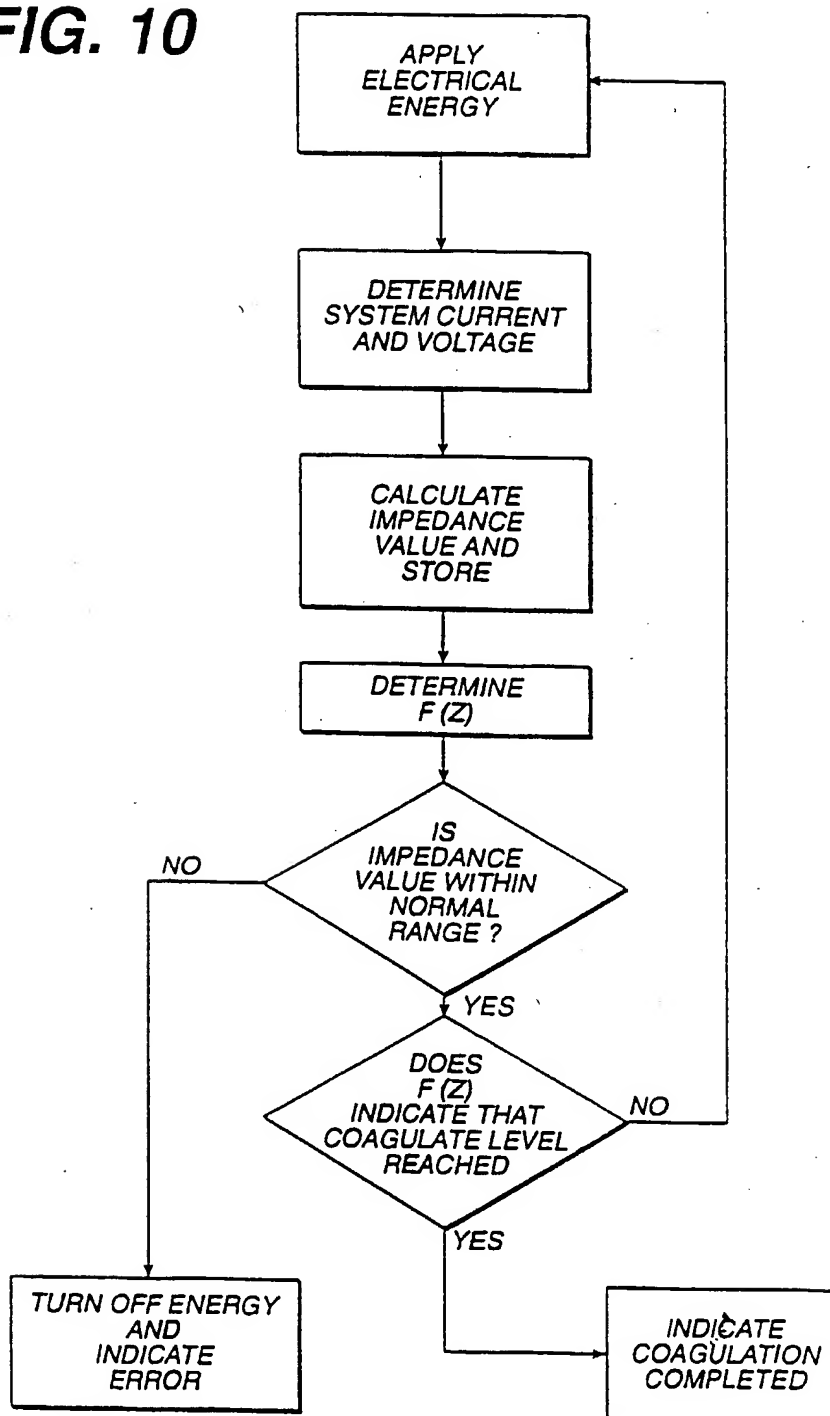 FIG. 10
APPLY
ELECTRICAL
ENERGY
DETERMINE
SYSTEM CURRENT
AND VOLTAGE
CALCULATE
IMPEDANCE
VALUE AND
STORE
DETERMINE
F (Z)
IS
IMPEDANCE
VALUE WITHIN
NORMAL
RANGE ?
NO
YES
DOES
F (Z)
INDICATE THAT
COAGULATE LEVEL
REACHED
NO
YES
TURN OFF ENERGY
AND
INDICATE
ERROR
INDICATE
COAGULATION
COMPLETED